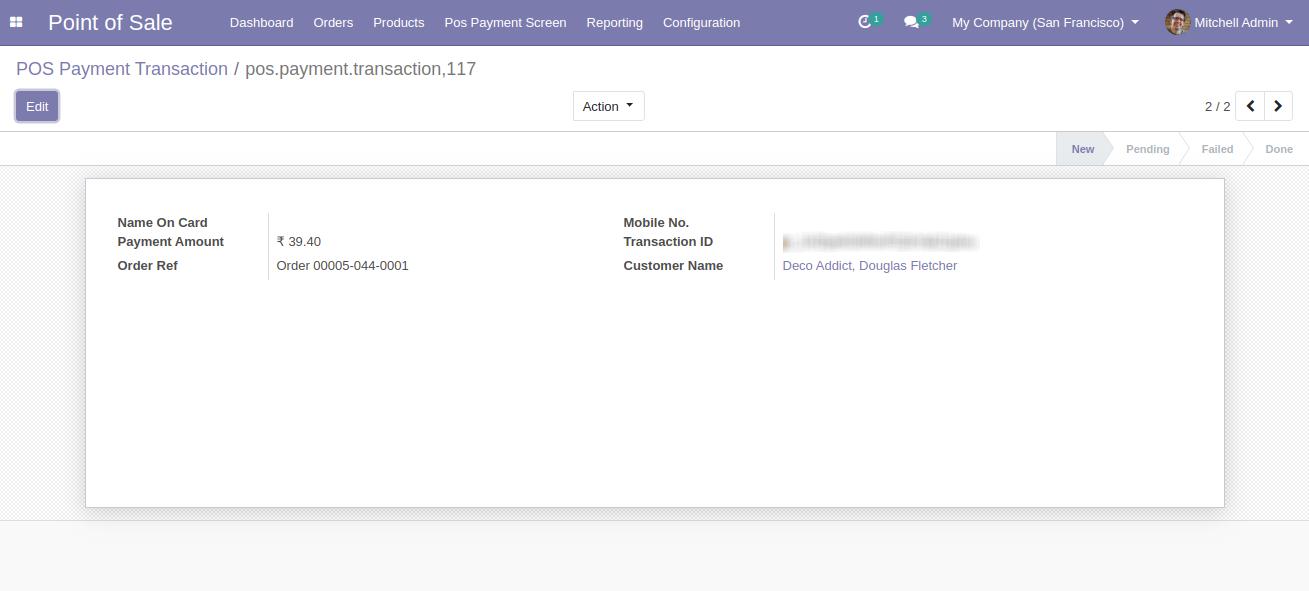 Point of Sale Dashboard Orders Products Pos Payment Screen Reporting Configuration 1 3 My Company (San Francisco) Mitchell Admin
POS Payment Transaction / pos.payment.transaction,117
Edit Action 2 / 2
New Pending Failed Done
Name On Card Mobile No.
Payment Amount ₹ 39.40 Transaction ID
Order Ref Order 00005-044-0001 Customer Name Deco Addict, Douglas Fletcher